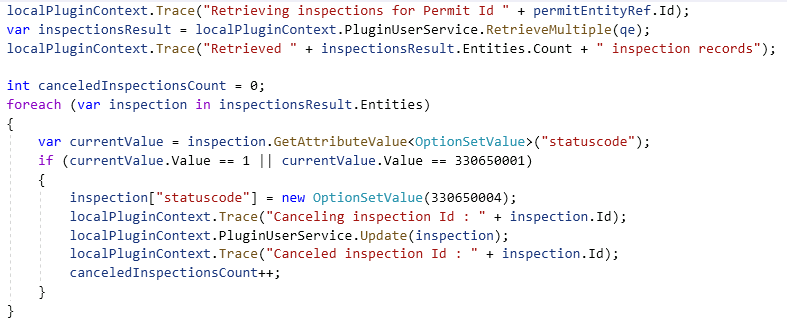 localPluginContext.Trace("Retrieving inspections for Permit Id " + permitEntityRef.Id);
var inspectionsResult = localPluginContext.PluginUserService.RetrieveMultiple(qe);
localPluginContext.Trace("Retrieved " + inspectionsResult.Entities.Count + " inspection records");

int canceledInspectionsCount = 0;
foreach (var inspection in inspectionsResult.Entities)
{
    var currentValue = inspection.GetAttributeValue<OptionSetValue>("statuscode");
    if (currentValue.Value == 1 || currentValue.Value == 330650001)
    {
        inspection["statuscode"] = new OptionSetValue(330650004);
        localPluginContext.Trace("Canceling inspection Id : " + inspection.Id);
        localPluginContext.PluginUserService.Update(inspection);
        localPluginContext.Trace("Canceled inspection Id : " + inspection.Id);
        canceledInspectionsCount++;
    }
}